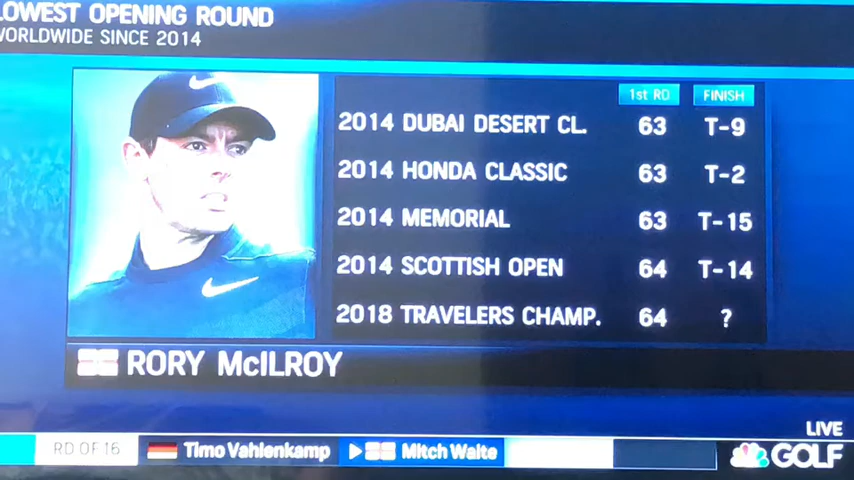 LOWEST OPENING ROUND
WORLDWIDE SINCE 2014
1st RD FINISH
2014 DUBAI DESERT CL. 63 T-9
2014 HONDA CLASSIC 63 T-2
2014 MEMORIAL 63 T-15
2014 SCOTTISH OPEN 64 T-14
2018 TRAVELERS CHAMP. 64 ?
RORY McILROY
LIVE
RD OF 16 Timo Vahlenkamp Mitch Waite GOLF